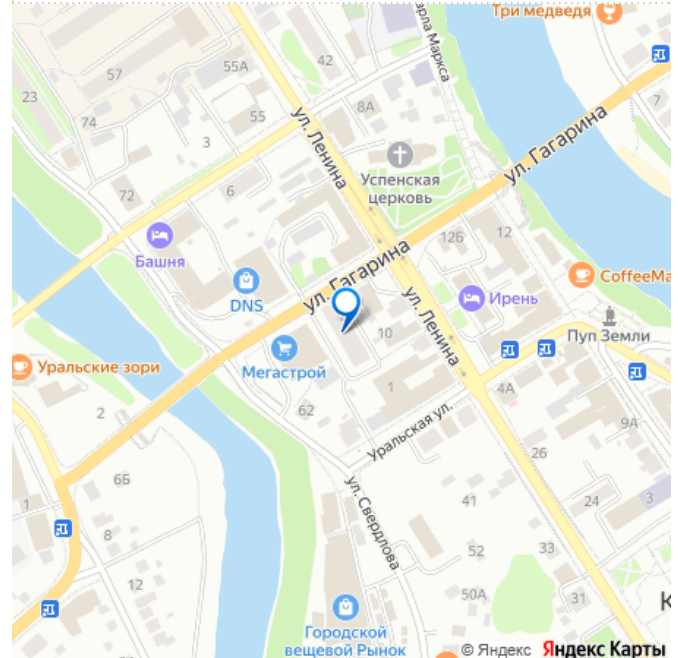 Три медведя
57
55А
42
арла Маркса
23
74
55
8А
7
3
ул. Ленина
ул. Гагарина
Успенская
церковь
72
6
12Б
12
Башня
DNS
ул. Гагарина
ул. Ленина
Ирень
CoffeeMa
Пуп Земли
10
Мегастрой
Уральские зори
1
4А
2
62
9А
Уральская ул.
26
6Б
ул. Свердлова
41
24
3
1
8
52
33
12
50А
31
К
Городской
вещевой Рынок
© Яндекс Яндекс Карты